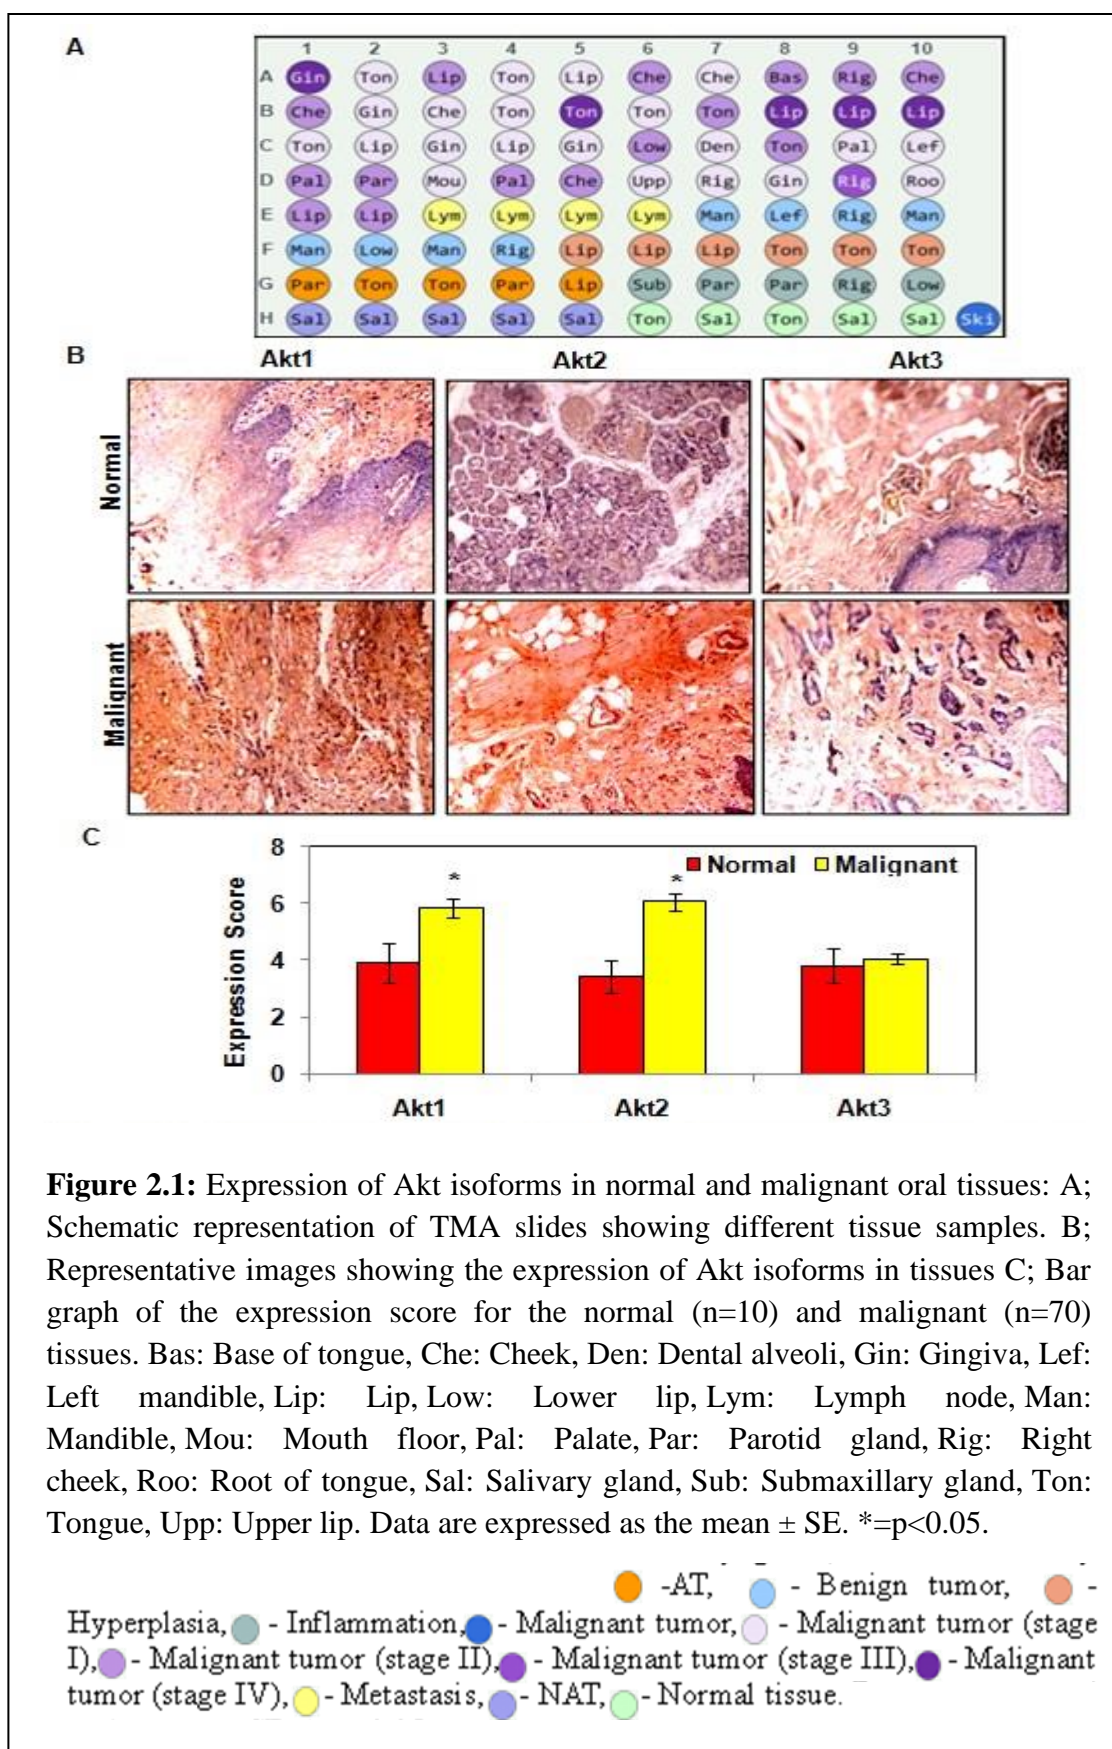 A
1 2 3 4 5 6 7 8 9 10
A Gin Ton Lip Ton Lip Che Che Bas Rig Che
B Che Gin Che Ton Ton Ton Ton Lip Lip Lip
C Ton Lip Gin Lip Gin Low Den Ton Pal Lef
D Pal Par Mou Pal Che Upp Rig Gin Rig Roo
E Lip Lip Lym Lym Lym Lym Man Lef Rig Man
F Man Low Man Rig Lip Lip Lip Ton Ton Ton
G Par Ton Ton Par Lip Sub Par Par Rig Low
H Sal Sal Sal Sal Sal Ton Sal Ton Sal Sal Ski
B
Akt1 Akt2 Akt3
Normal
Malignant
C
Normal Malignant
Expression Score
8
6
4
2
0
* *
Akt1 Akt2 Akt3
Figure 2.1: Expression of Akt isoforms in normal and malignant oral tissues: A;
Schematic representation of TMA slides showing different tissue samples. B;
Representative images showing the expression of Akt isoforms in tissues C; Bar
graph of the expression score for the normal (n=10) and malignant (n=70)
tissues. Bas: Base of tongue, Che: Cheek, Den: Dental alveoli, Gin: Gingiva, Lef:
Left mandible, Lip: Lip, Low: Lower lip, Lym: Lymph node, Man:
Mandible, Mou: Mouth floor, Pal: Palate, Par: Parotid gland, Rig: Right
cheek, Roo: Root of tongue, Sal: Salivary gland, Sub: Submaxillary gland, Ton:
Tongue, Upp: Upper lip. Data are expressed as the mean ± SE. *=p<0.05.
-AT, - Benign tumor, -
Hyperplasia, - Inflammation, - Malignant tumor, - Malignant tumor (stage
I), - Malignant tumor (stage II), - Malignant tumor (stage III), - Malignant
tumor (stage IV), - Metastasis, - NAT, - Normal tissue.